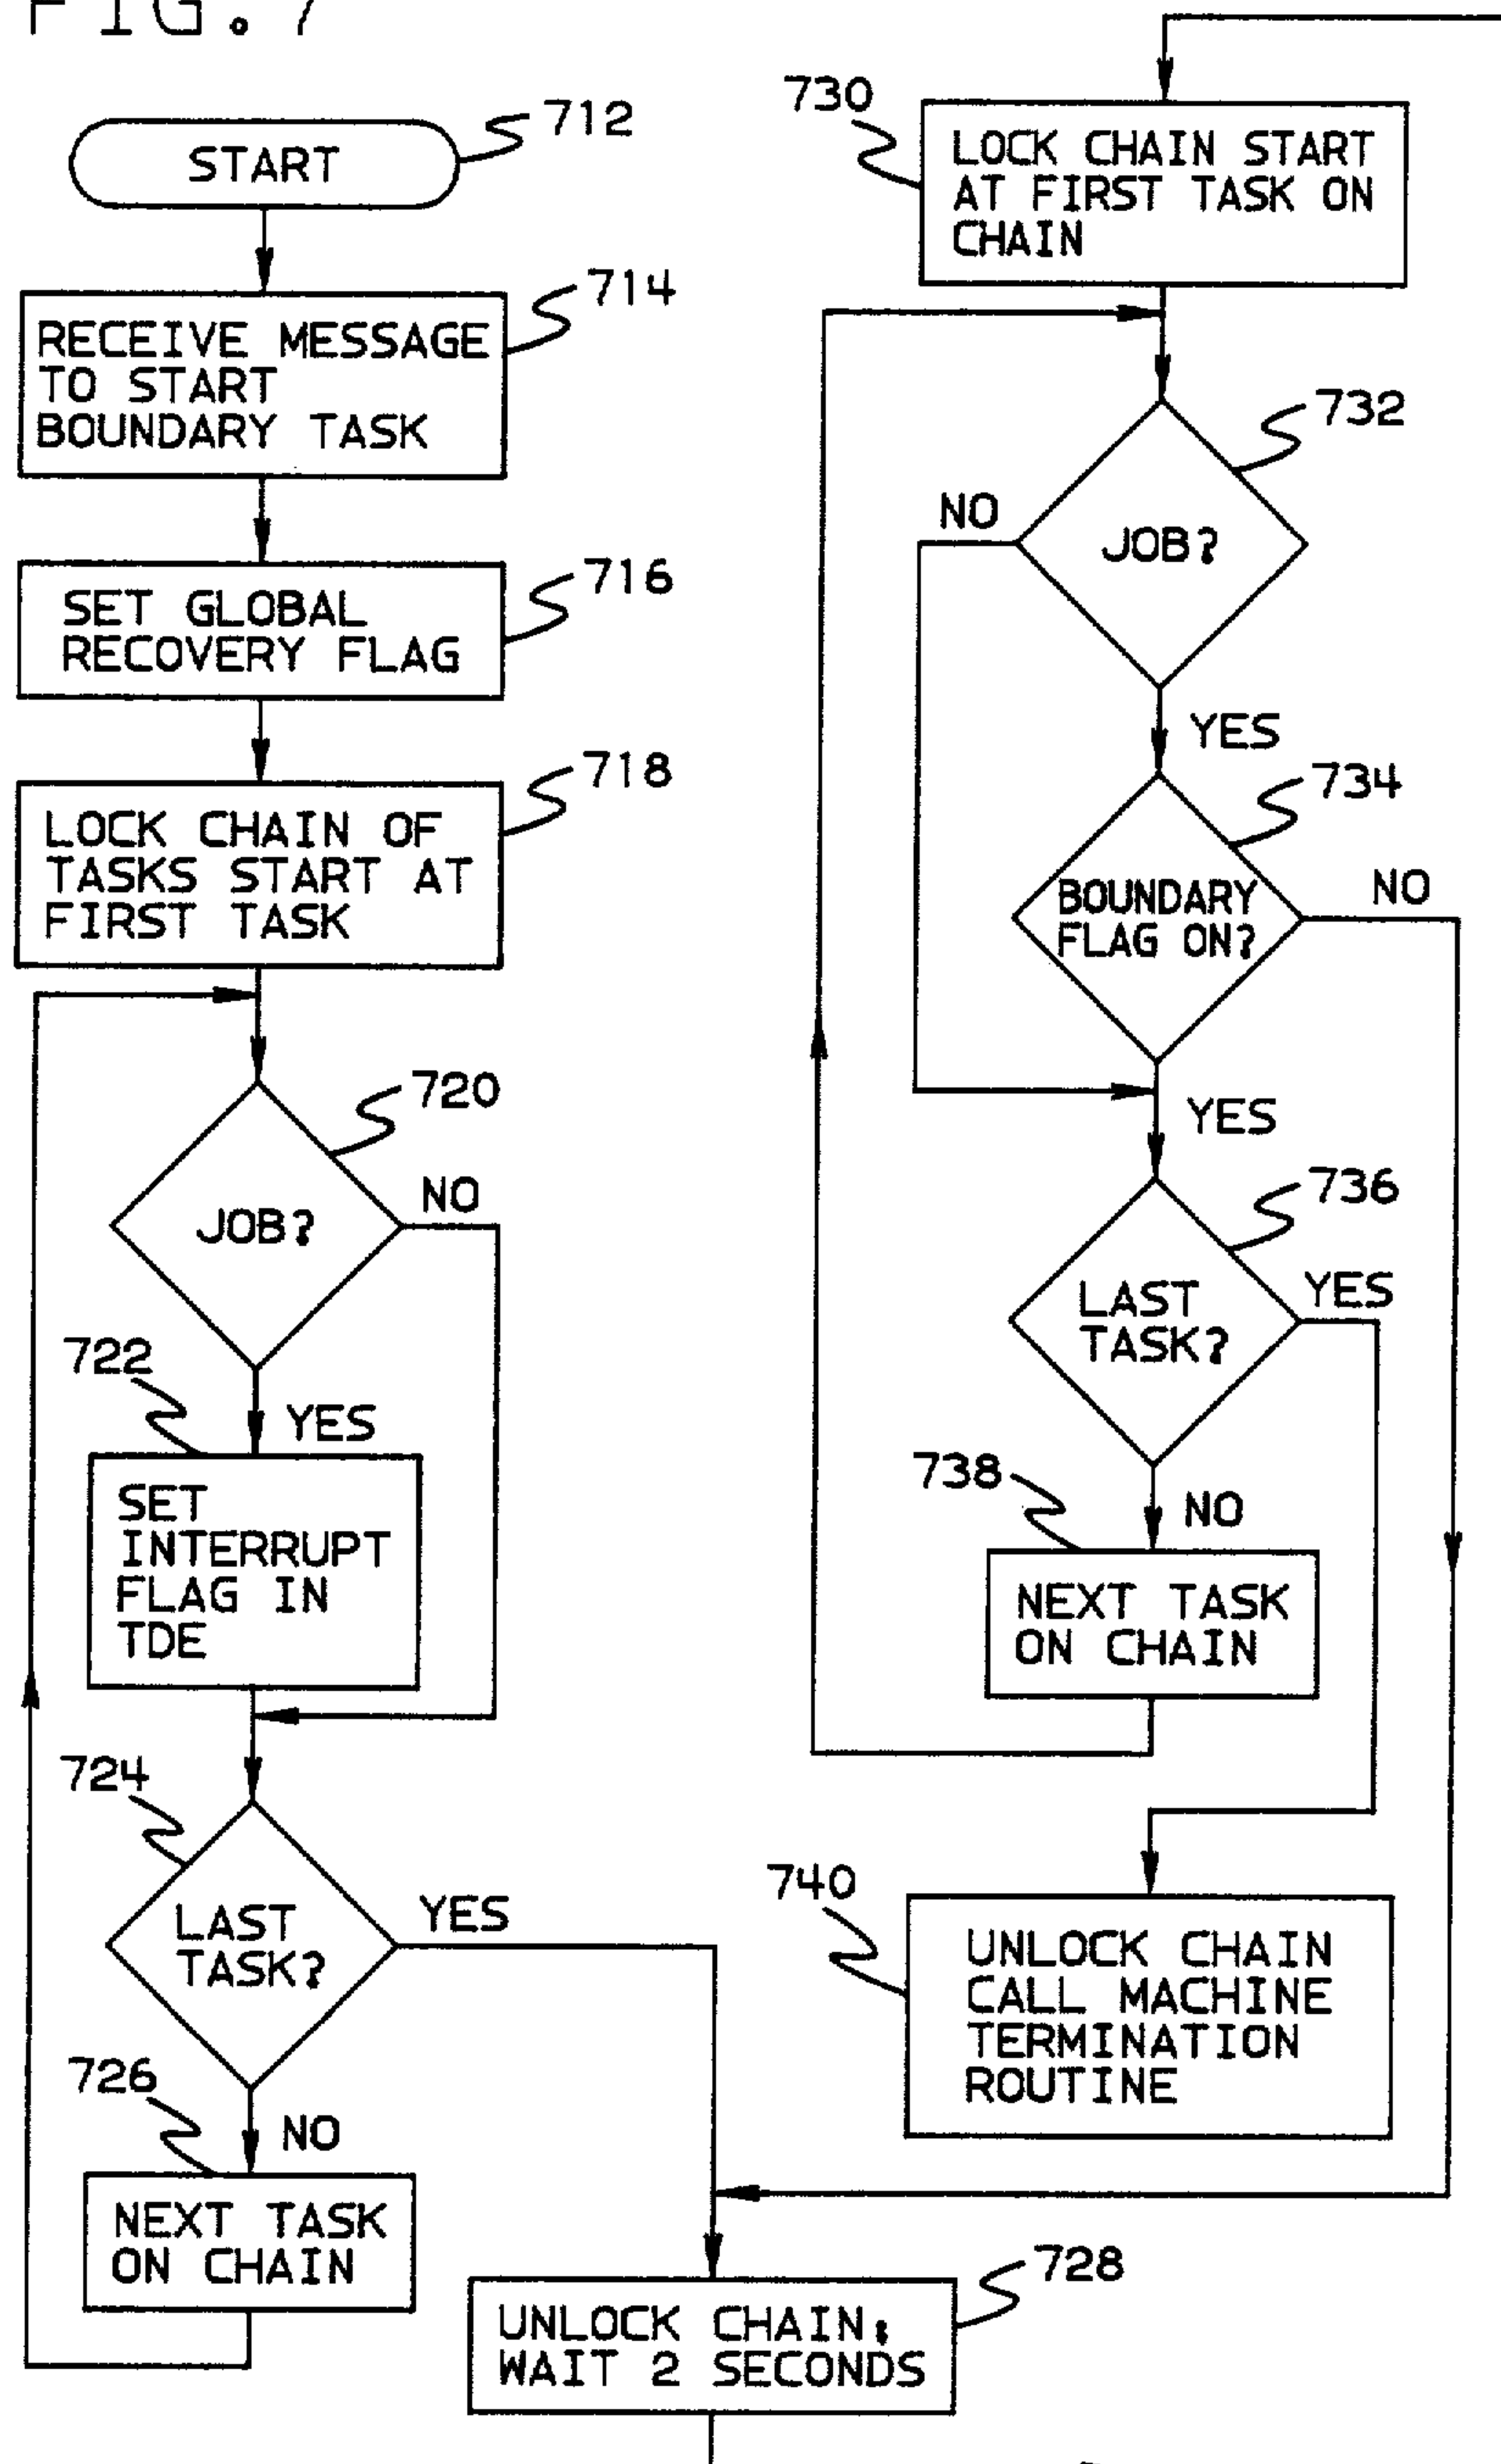 FIG. 7
START
712
RECEIVE MESSAGE
TO START
BOUNDARY TASK
714
SET GLOBAL
RECOVERY FLAG
716
LOCK CHAIN OF
TASKS START AT
FIRST TASK
718
JOB?
720
NO
YES
722
SET
INTERRUPT
FLAG IN
TDE
724
LAST
TASK?
YES
NO
726
NEXT TASK
ON CHAIN
UNLOCK CHAIN;
WAIT 2 SECONDS
728
730
LOCK CHAIN START
AT FIRST TASK ON
CHAIN
732
NO
JOB?
YES
734
BOUNDARY
FLAG ON?
NO
YES
736
LAST
TASK?
YES
NO
738
NEXT TASK
ON CHAIN
740
UNLOCK CHAIN
CALL MACHINE
TERMINATION
ROUTINE